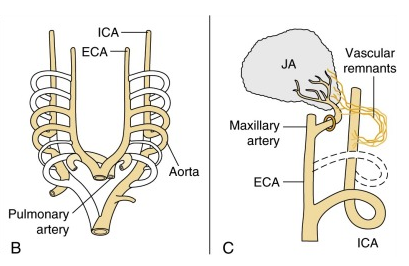 ICA
ECA
Aorta
Pulmonary
artery
B
JA
Vascular
remnants
Maxillary
artery
ECA
ICA
C